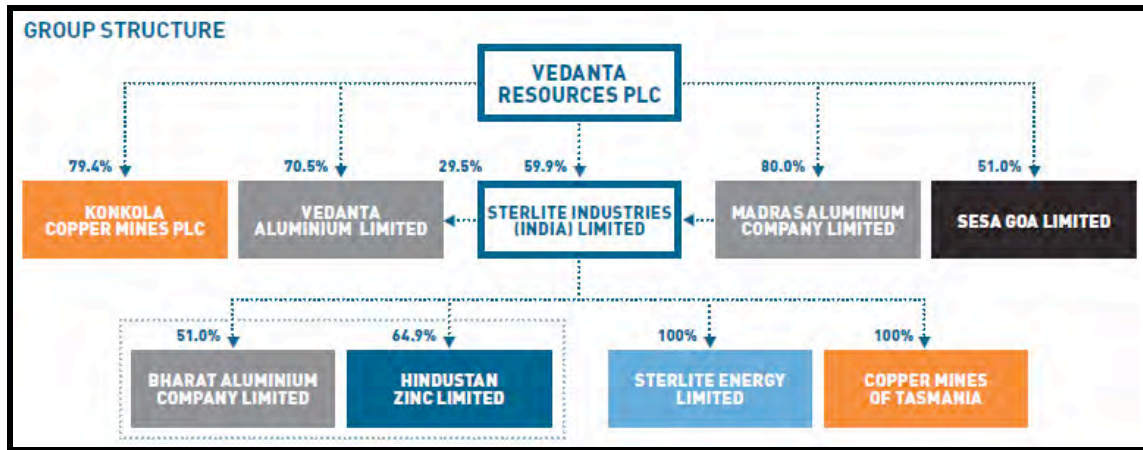 GROUP STRUCTURE
VEDANTA
RESOURCES PLC
79.4%
70.5%
29.5%
59.9%
80.0%
51.0%
KONKOLA
COPPER MINES PLC
VEDANTA
ALUMINIUM LIMITED
STERLITE INDUSTRIES
(INDIA) LIMITED
MADRAS ALUMINIUM
COMPANY LIMITED
SESA GOA LIMITED
51.0%
64.9%
100%
100%
BHARAT ALUMINIUM
COMPANY LIMITED
HINDUSTAN
ZINC LIMITED
STERLITE ENERGY
LIMITED
COPPER MINES
OF TASMANIA